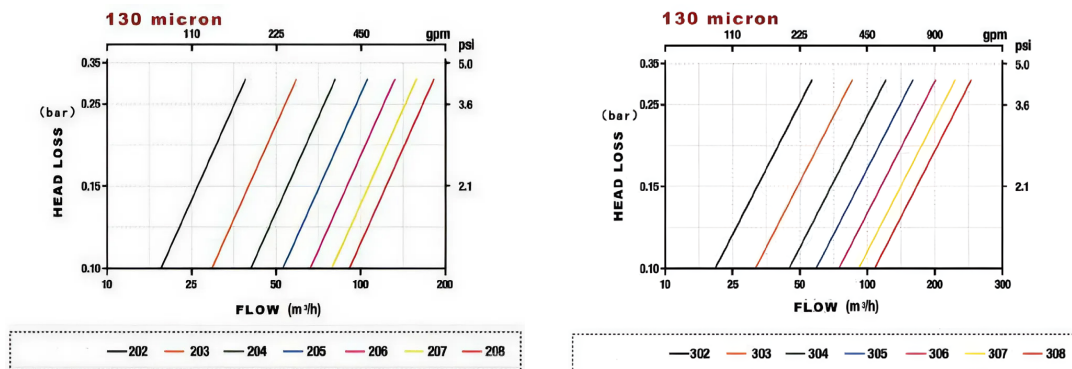 130 micron
110 225 450 gpm
psi
0.35 5.0
(bar) 0.25 3.6
HEAD LOSS
0.15 2.1
0.10
10 25 50 100 200
FLOW (m³/h)
202 203 204 205 206 207 208
130 micron
110 225 450 900 gpm
psi
0.35 5.0
(bar) 0.25 3.6
HEAD LOSS
0.15 2.1
0.10
10 25 50 100 200 300
FLOW (m³/h)
302 303 304 305 306 307 308